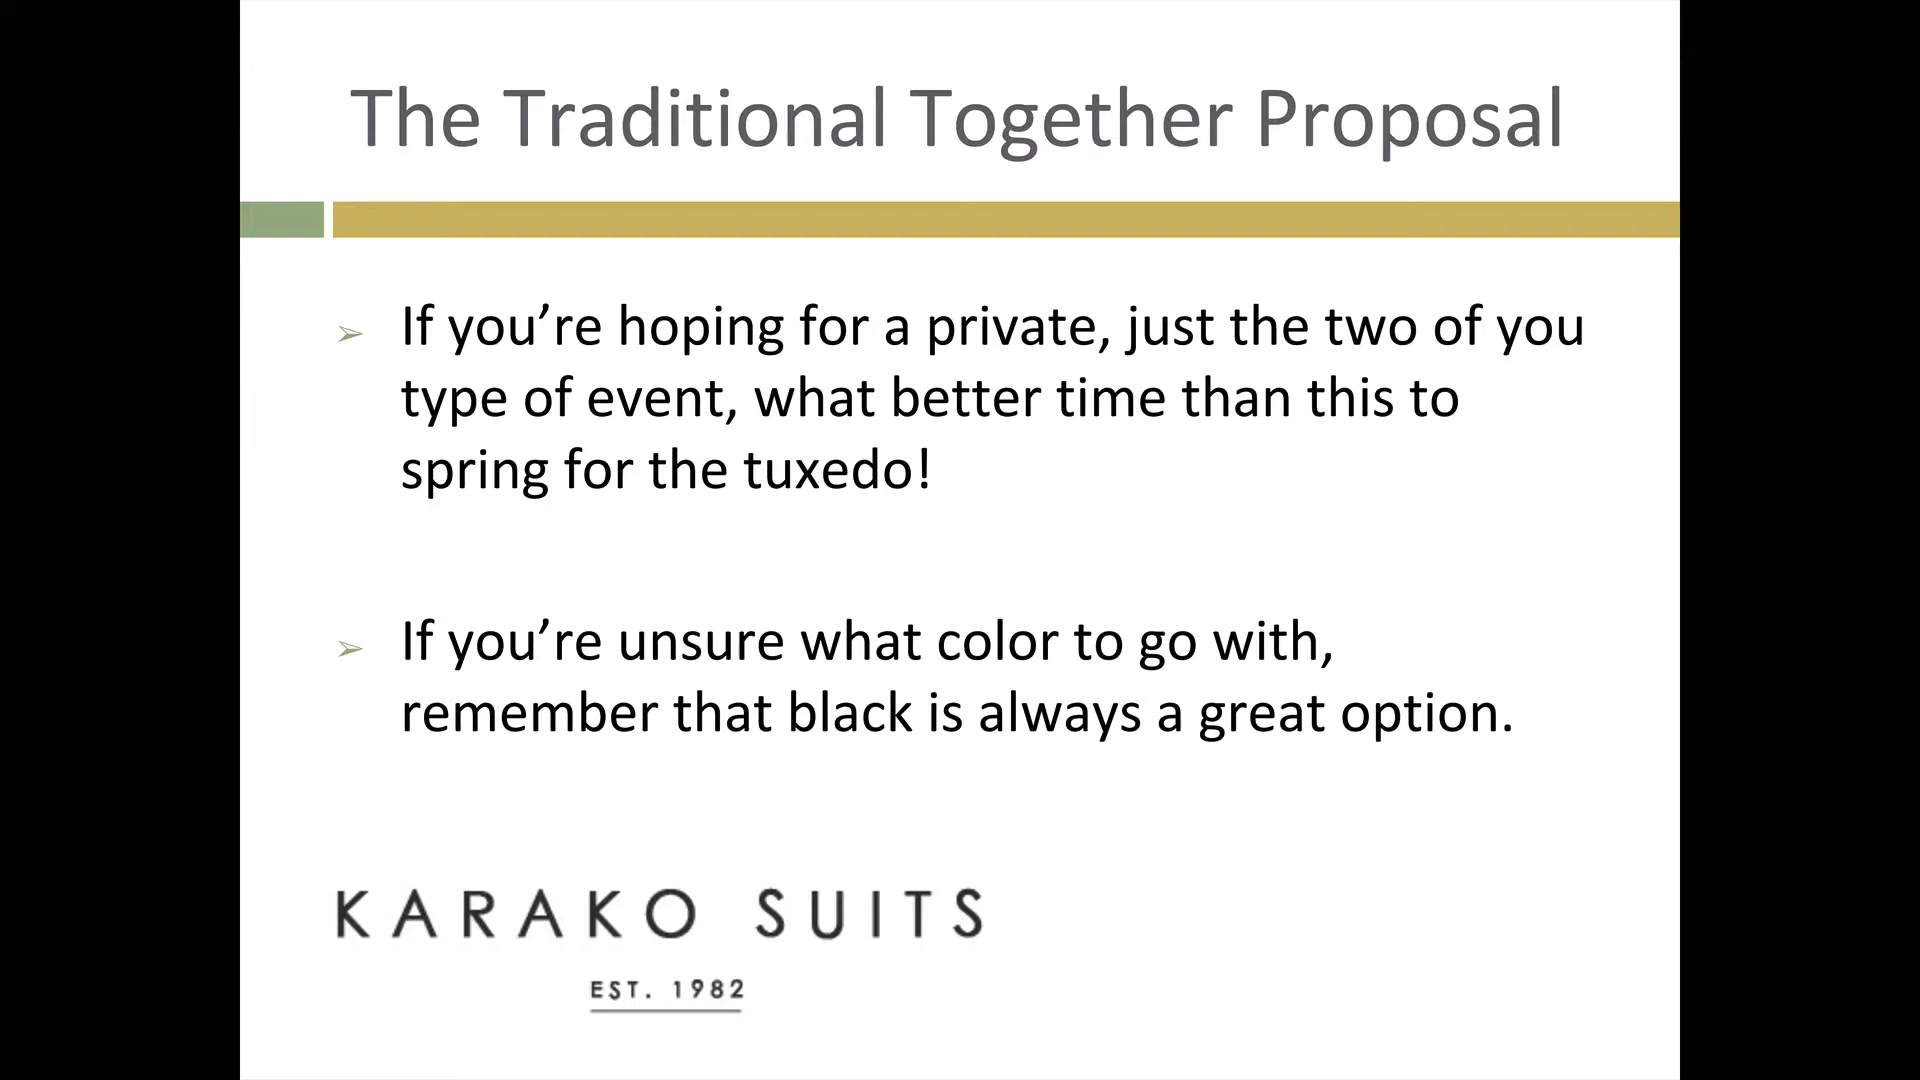 The Traditional Together Proposal
➢ If you’re hoping for a private, just the two of you
type of event, what better time than this to
spring for the tuxedo!
➢ If you’re unsure what color to go with,
remember that black is always a great option.
KARAKO SUITS
EST. 1982